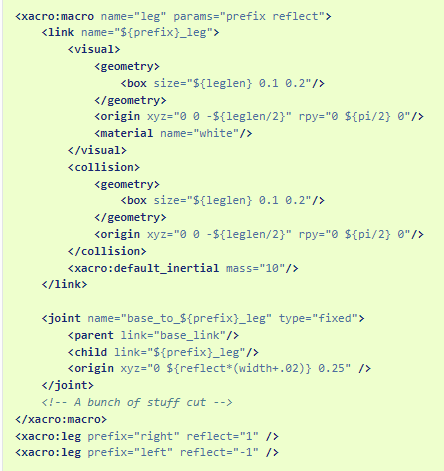 <xacro:macro name="leg" params="prefix reflect">
    <link name="${prefix}_leg">
        <visual>
            <geometry>
                <box size="${leglen} 0.1 0.2"/>
            </geometry>
            <origin xyz="0 0 -${leglen/2}" rpy="0 ${pi/2} 0"/>
            <material name="white"/>
        </visual>
        <collision>
            <geometry>
                <box size="${leglen} 0.1 0.2"/>
            </geometry>
            <origin xyz="0 0 -${leglen/2}" rpy="0 ${pi/2} 0"/>
        </collision>
        <xacro:default_inertial mass="10"/>
    </link>

    <joint name="base_to_${prefix}_leg" type="fixed">
        <parent link="base_link"/>
        <child link="${prefix}_leg"/>
        <origin xyz="0 ${reflect*(width+.02)} 0.25" />
    </joint>
    <!-- A bunch of stuff cut -->
</xacro:macro>
<xacro:leg prefix="right" reflect="1" />
<xacro:leg prefix="left" reflect="-1" />